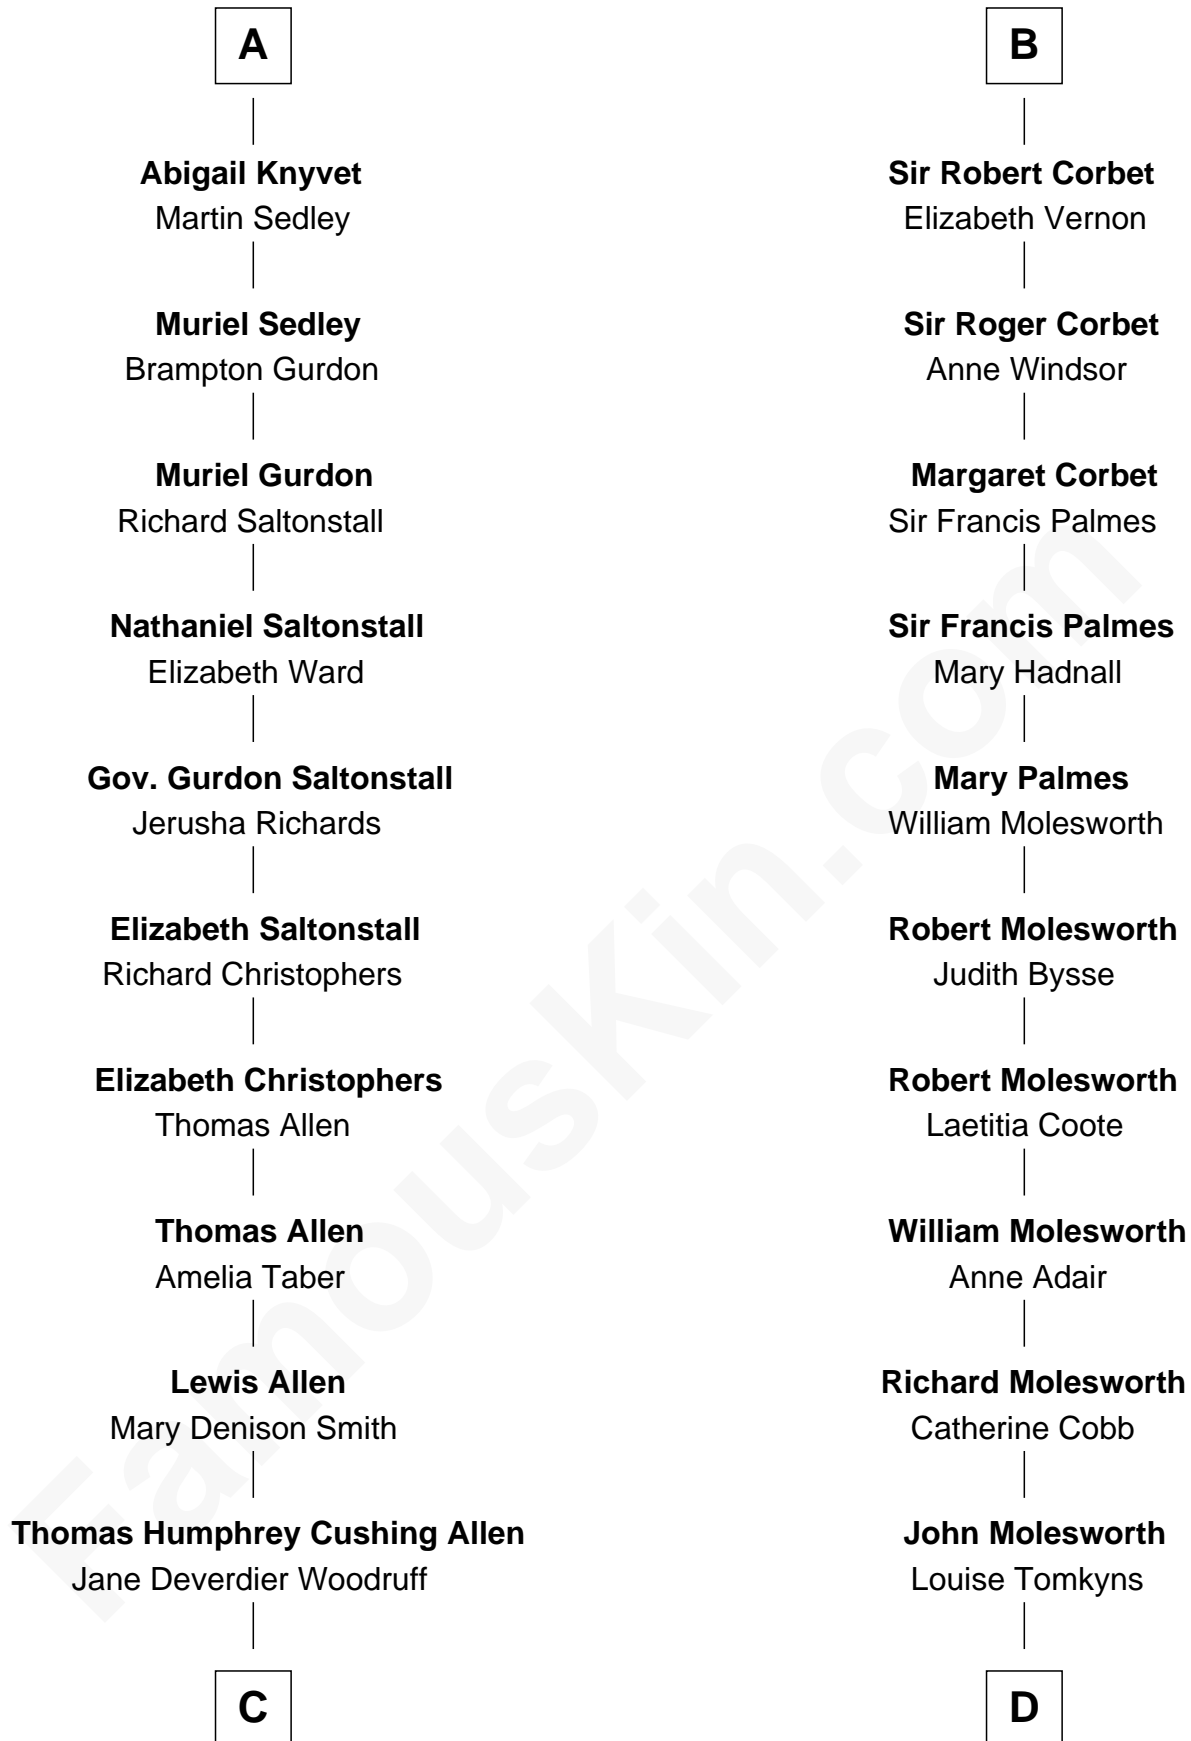 A
Abigail Knyvet
Martin Sedley
Muriel Sedley
Brampton Gurdon
Muriel Gurdon
Richard Saltonstall
Nathaniel Saltonstall
Elizabeth Ward
Gov. Gurdon Saltonstall
Jerusha Richards
Elizabeth Saltonstall
Richard Christophers
Elizabeth Christophers
Thomas Allen
Thomas Allen
Amelia Taber
Lewis Allen
Mary Denison Smith
Thomas Humphrey Cushing Allen
Jane Deverdier Woodruff
C
B
Sir Robert Corbet
Elizabeth Vernon
Sir Roger Corbet
Anne Windsor
Margaret Corbet
Sir Francis Palmes
Sir Francis Palmes
Mary Hadnall
Mary Palmes
William Molesworth
Robert Molesworth
Judith Bysse
Robert Molesworth
Laetitia Coote
William Molesworth
Anne Adair
Richard Molesworth
Catherine Cobb
John Molesworth
Louise Tomkyns
D
FamousKin.com